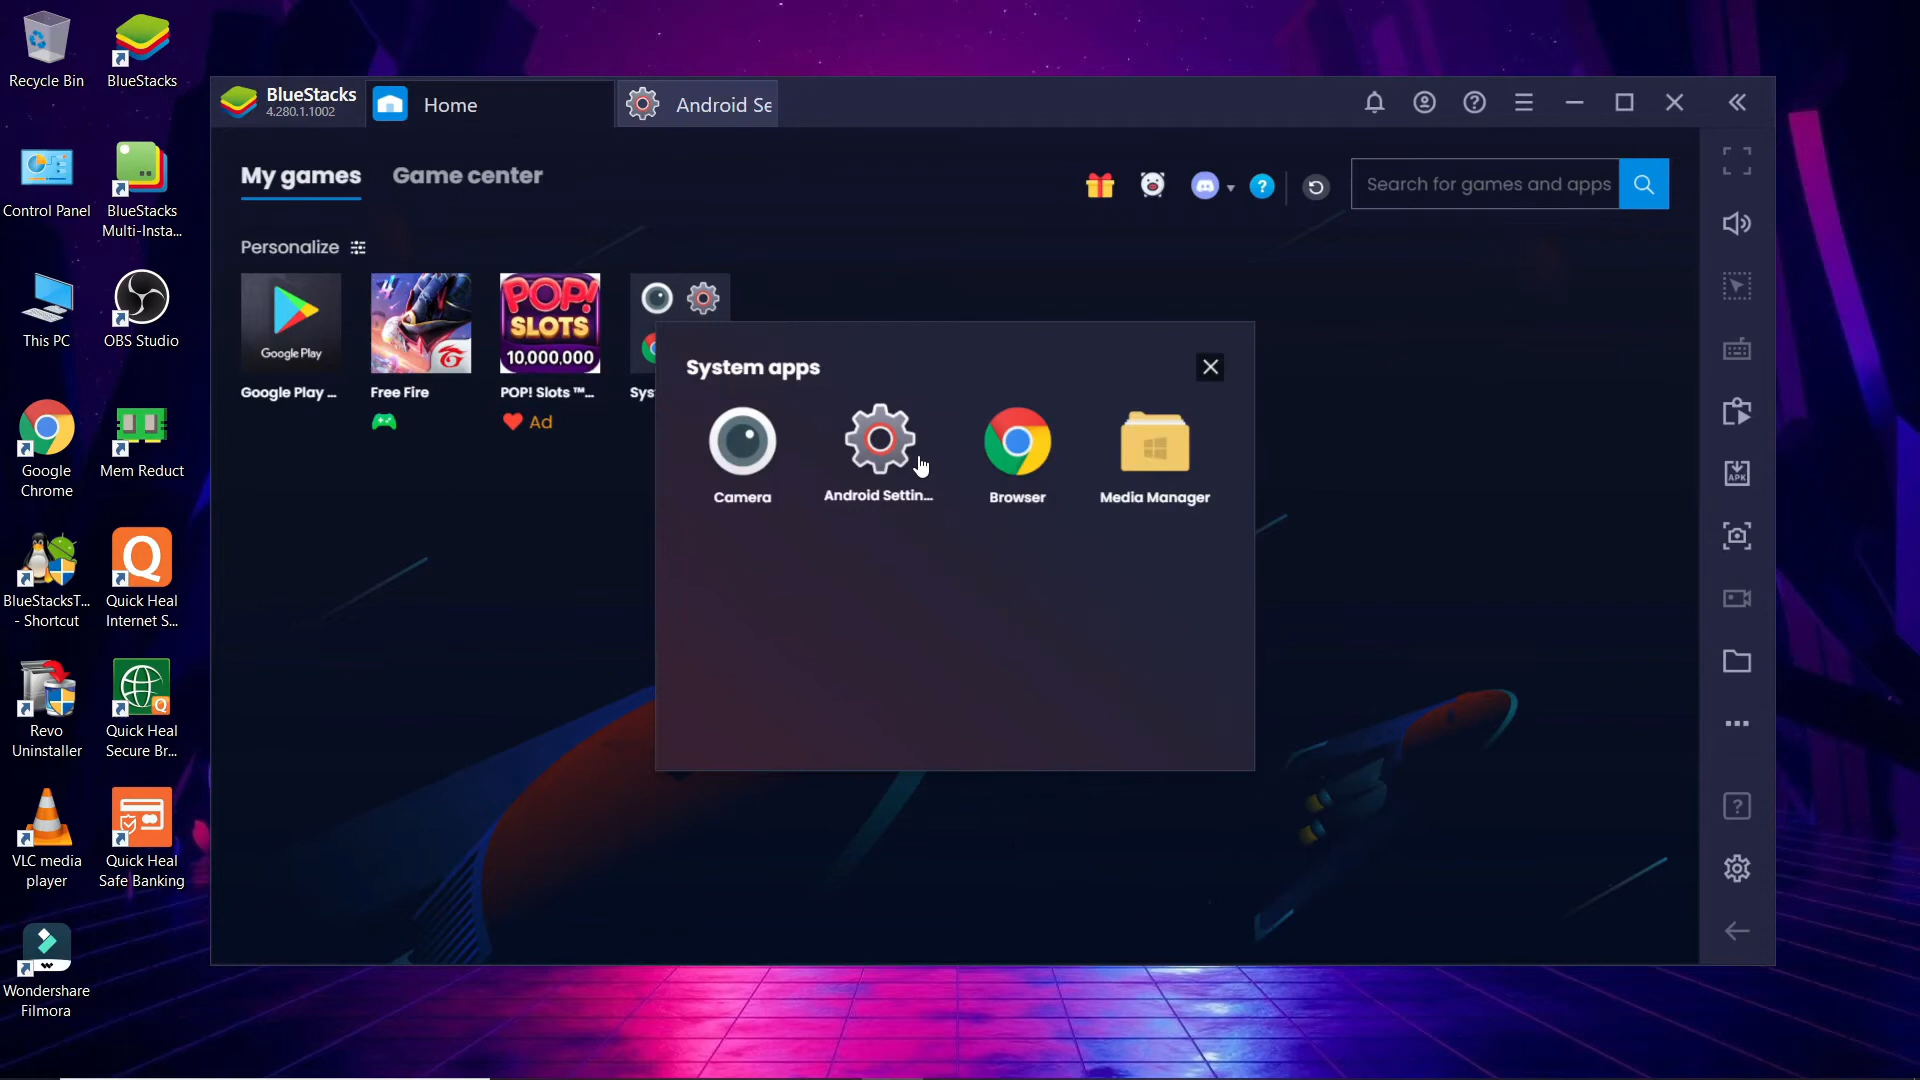 Recycle Bin
BlueStacks
Control Panel
BlueStacks
Multi-Insta...
This PC
OBS Studio
Google
Chrome
Mem Reduct
BlueStacksT...
- Shortcut
Quick Heal
Internet S...
Revo
Uninstaller
Quick Heal
Secure Br...
VLC media
player
Quick Heal
Safe Banking
Wondershare
Filmora
BlueStacks
4.280.1.1002
Home
Android Se
My games
Game center
Search for games and apps
Personalize
Google Play
POP!
SLOTS
10,000,000
Google Play ...
Free Fire
POP! Slots ™...
Sys
Ad
System apps
Camera
Android Settin...
Browser
Media Manager
APK